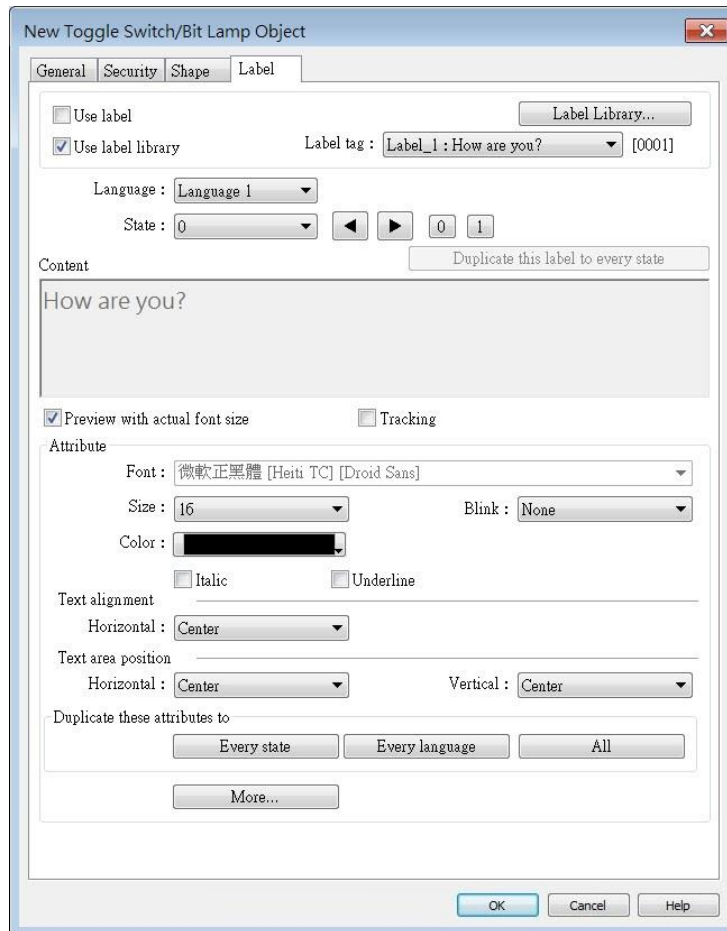 New Toggle Switch/Bit Lamp Object
General Security Shape Label
Use label Label Library...
Use label library Label tag : Label_1 : How are you? [0001]
Language : Language 1
State : 0 0 1
Content Duplicate this label to every state
How are you?
Preview with actual font size Tracking
Attribute
Font : 微軟正黑體 [Heiti TC] [Droid Sans]
Size : 16 Blink : None
Color :
Italic Underline
Text alignment
Horizontal : Center
Text area position
Horizontal : Center Vertical : Center
Duplicate these attributes to
Every state Every language All
More...
OK Cancel Help